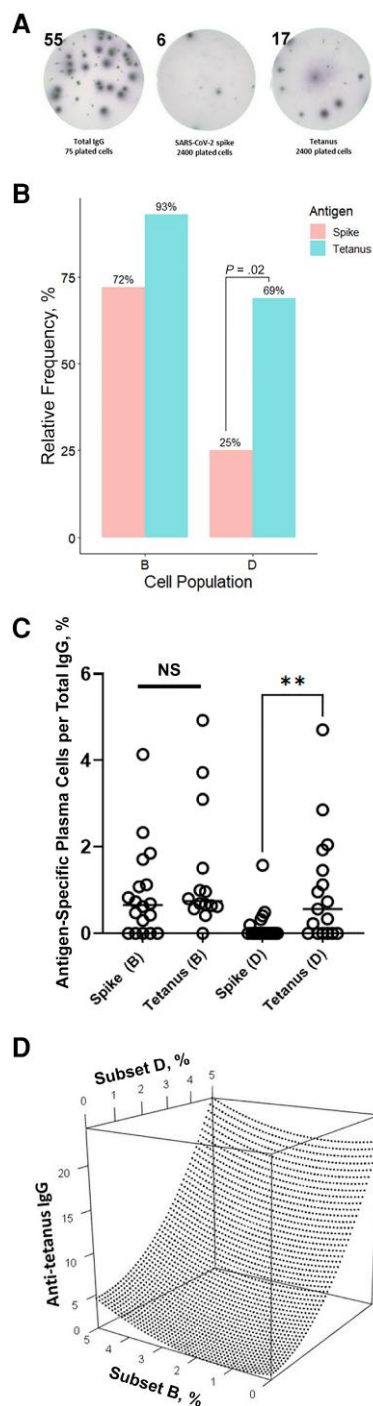 A
55 6 17
Total IgG SARS-CoV-2 spike Tetanus
75 plated cells 2400 plated cells 2400 plated cells
B
93%
Antigen
Spike
Tetanus
72%
P = .02
69%
25%
75
50
25
0
Relative Frequency, %
B D
Cell Population
C
NS
**
6
4
2
0
Antigen-Specific Plasma Cells per Total IgG, %
Spike (B) Tetanus (B) Spike (D) Tetanus (D)
D
Subset D, %
0 1 2 3 4 5
20
15
10
5
0
Anti-tetanus IgG
5 4 3 2 1 0
Subset B, %